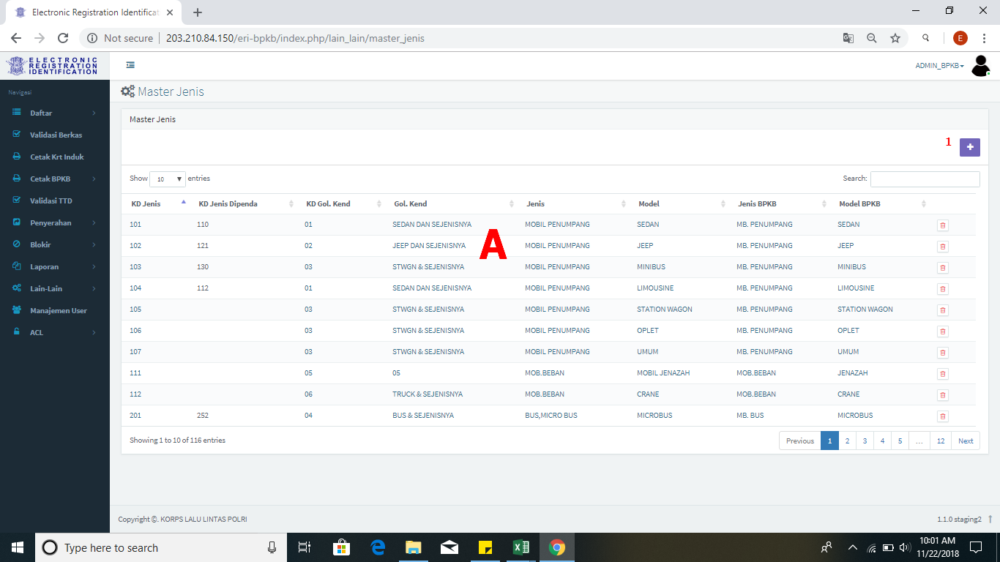 Electronic Registration Identificat
Not secure 203.210.84.150/eri-bpkb/index.php/lain_lain/master_jenis
E
ELECTRONIC
REGISTRATION
IDENTIFICATION
ADMIN_BPKB
Navigasi
Daftar
Validasi Berkas
Cetak Krt Induk
Cetak BPKB
Validasi TTD
Penyerahan
Blokir
Laporan
Lain-Lain
Manajemen User
ACL
Master Jenis
Master Jenis
1
+
Show 10 entries
Search:
KD Jenis KD Jenis Dipenda KD Gol. Kend Gol. Kend Jenis Model Jenis BPKB Model BPKB
101 110 01 SEDAN DAN SEJENISNYA MOBIL PENUMPANG SEDAN MB. PENUMPANG SEDAN
A
102 121 02 JEEP DAN SEJENISNYA MOBIL PENUMPANG JEEP MB. PENUMPANG JEEP
103 130 03 STWGN & SEJENISNYA MOBIL PENUMPANG MINIBUS MB. PENUMPANG MINIBUS
104 112 01 SEDAN DAN SEJENISNYA MOBIL PENUMPANG LIMOUSINE MB. PENUMPANG LIMOUSINE
105 03 STWGN & SEJENISNYA MOBIL PENUMPANG STATION WAGON MB. PENUMPANG STATION WAGON
106 03 STWGN & SEJENISNYA MOBIL PENUMPANG OPLET MB. PENUMPANG OPLET
107 03 STWGN & SEJENISNYA MOBIL PENUMPANG UMUM MB. PENUMPANG UMUM
111 05 05 MOB.BEBAN MOBIL JENAZAH MOB.BEBAN JENAZAH
112 06 TRUCK & SEJENISNYA MOB.BEBAN CRANE MOB.BEBAN CRANE
201 252 04 BUS & SEJENISNYA BUS,MICRO BUS MICROBUS MB. BUS MICROBUS
Showing 1 to 10 of 116 entries
Previous 1 2 3 4 5 … 12 Next
Copyright ©. KORPS LALU LINTAS POLRI
1.1.0 staging2
Type here to search
10:01 AM
11/22/2018